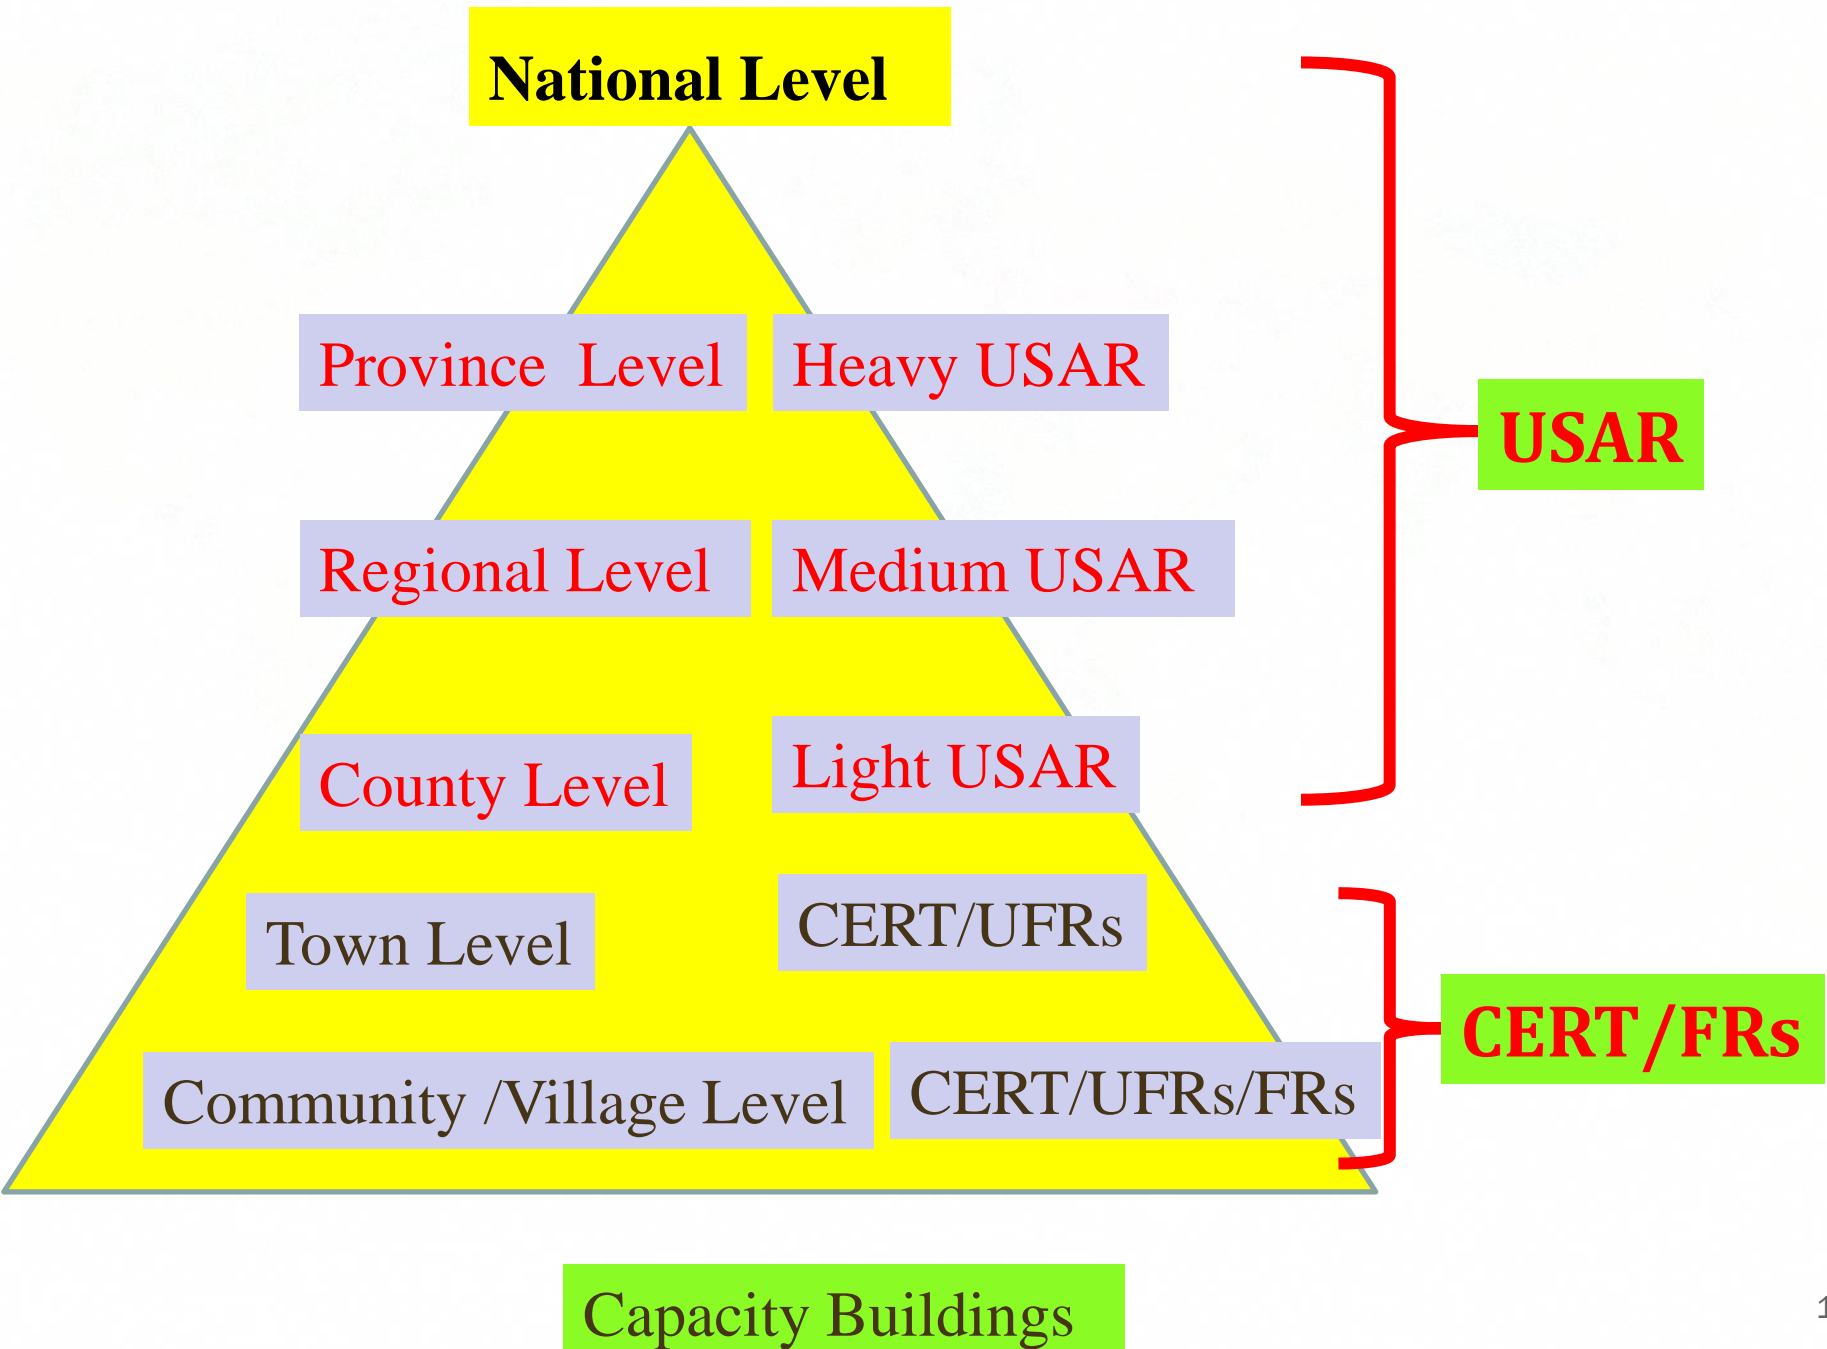 National Level
Province  Level
Heavy USAR
USAR
Regional Level
Medium USAR
County Level
Light USAR
Town Level
CERT/UFRs
CERT/FRs
Community /Village Level
CERT/UFRs/FRs
Capacity Buildings